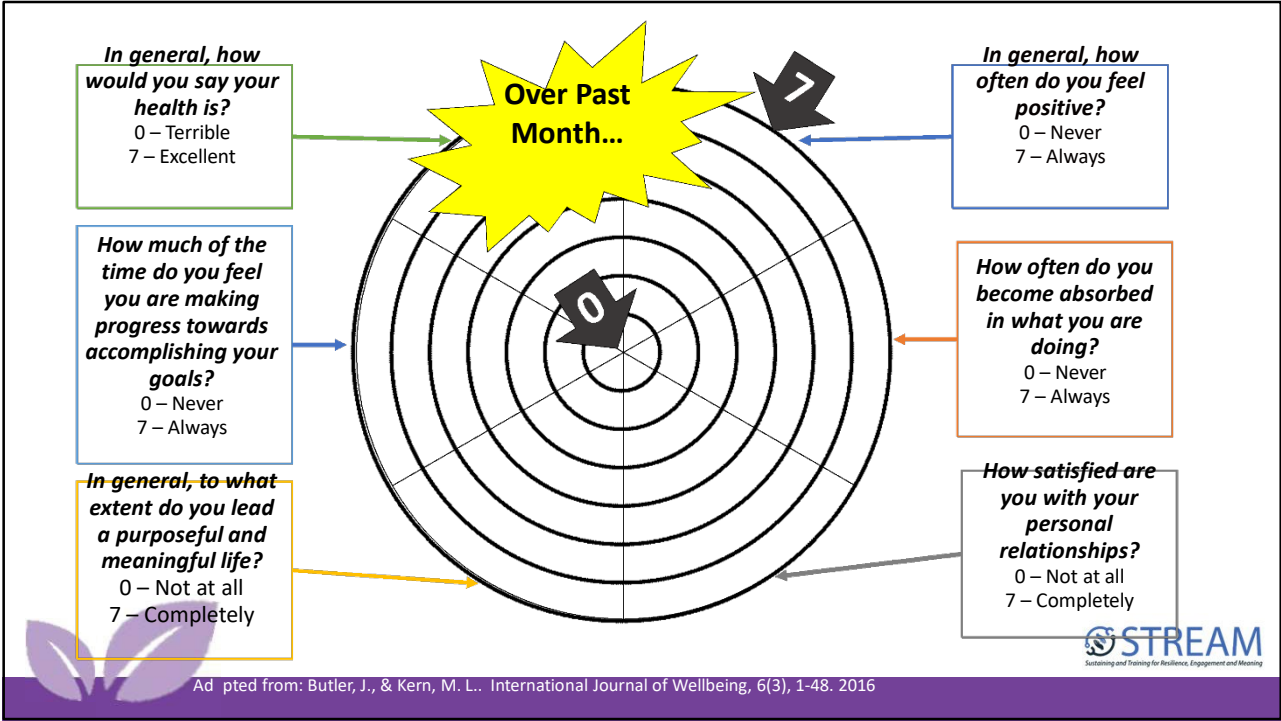 In general, how
would you say your
health is?
0 – Terrible
7 – Excellent
How much of the
time do you feel
you are making
progress towards
accomplishing your
goals?
0 – Never
7 – Always
In general, to what
extent do you lead
a purposeful and
meaningful life?
0 – Not at all
7 – Completely
Over Past
Month…
7
0
In general, how
often do you feel
positive?
0 – Never
7 – Always
How often do you
become absorbed
in what you are
doing?
0 – Never
7 – Always
How satisfied are
you with your
personal
relationships?
0 – Not at all
7 – Completely
STREAM
Sustaining and Training for Resilience, Engagement and Meaning
Ad pted from: Butler, J., & Kern, M. L.. International Journal of Wellbeing, 6(3), 1-48. 2016